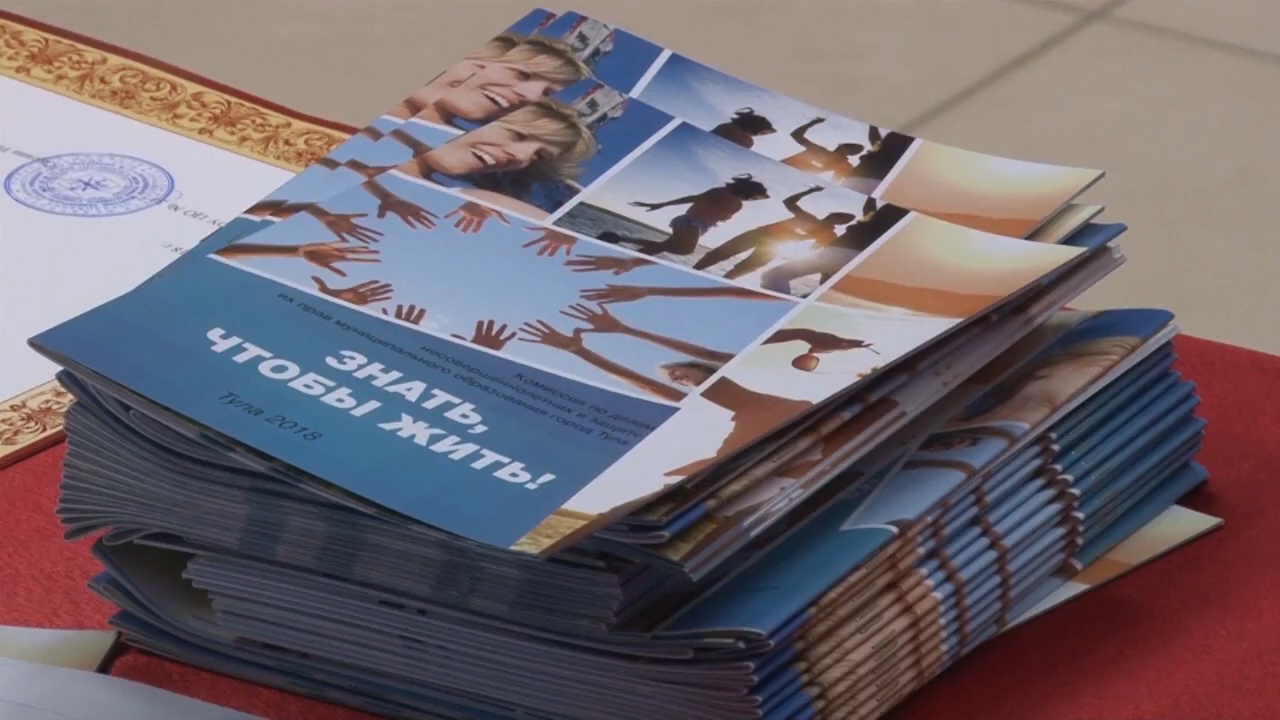 Комиссия по делам
несовершеннолетних и защите
их прав муниципального образования город Тула
ЗНАТЬ,
ЧТОБЫ ЖИТЬ!
Тула 2018